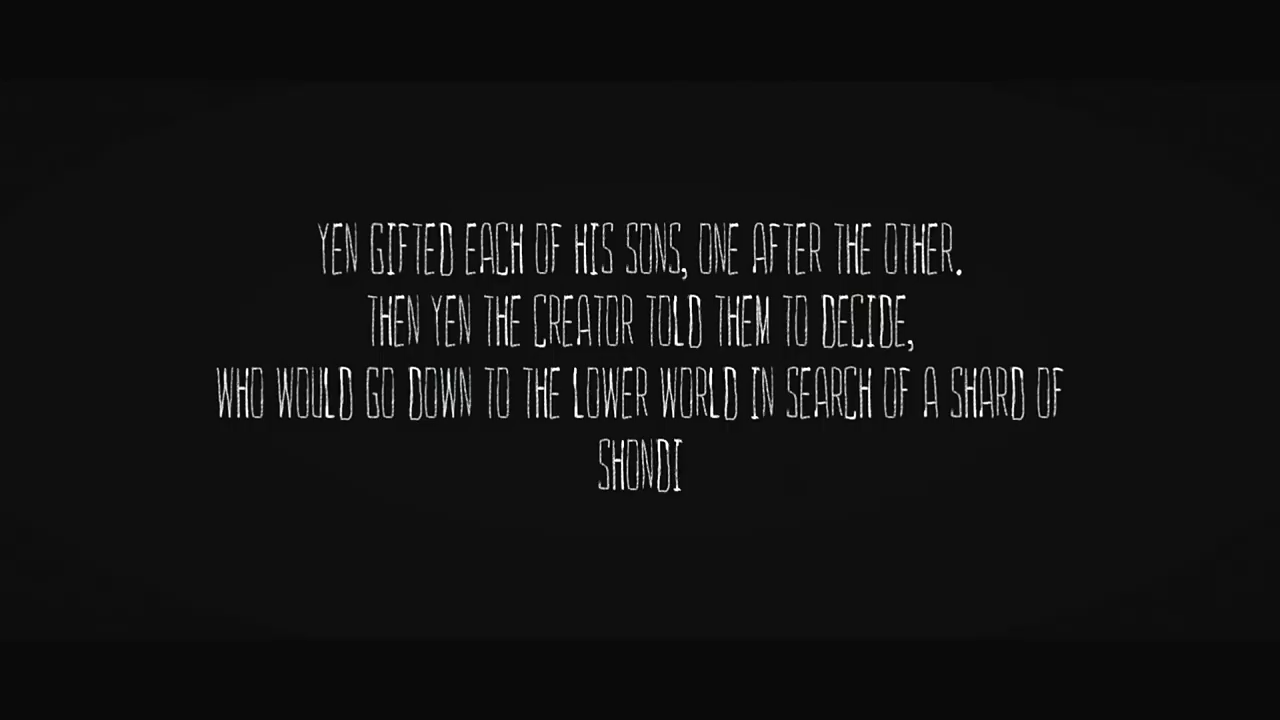 YEN GIFTED EACH OF HIS SONS, ONE AFTER THE OTHER.
THEN YEN THE CREATOR TOLD THEM TO DECIDE,
WHO WOULD GO DOWN TO THE LOWER WORLD IN SEARCH OF A SHARD OF
SHONDI